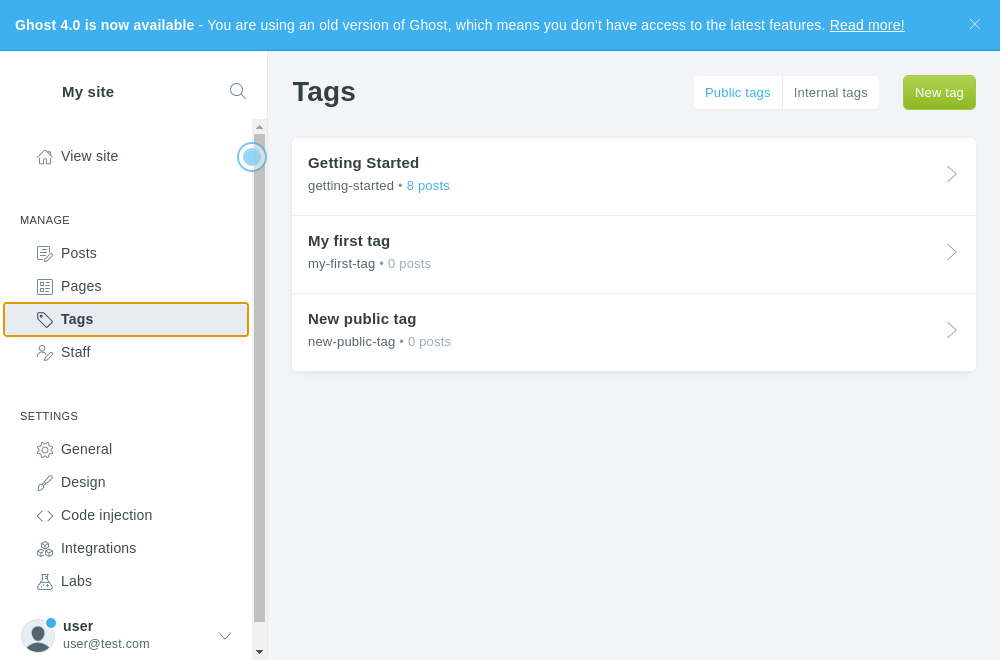 Ghost 4.0 is now available - You are using an old version of Ghost, which means you don't have access to the latest features. Read more!
My site
View site
MANAGE
Posts
Pages
Tags
Staff
SETTINGS
General
Design
Code injection
Integrations
Labs
user
user@test.com
Tags
Public tags
Internal tags
New tag
Getting Started
getting-started • 8 posts
My first tag
my-first-tag • 0 posts
New public tag
new-public-tag • 0 posts